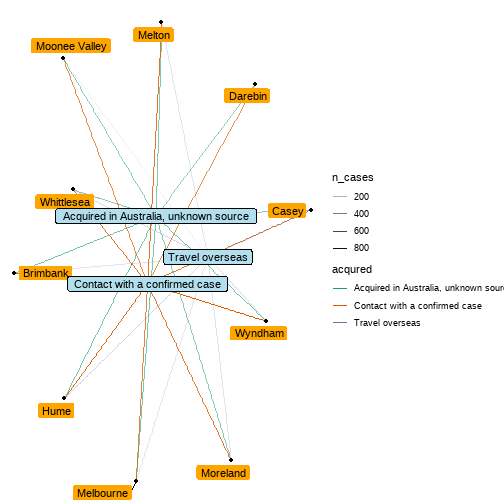 Melton
Moonee Valley
Darebin
Whittlesea
Casey
Acquired in Australia, unknown source
Travel overseas
Brimbank
Contact with a confirmed case
Wyndham
Hume
Moreland
Melbourne
n_cases
200
400
600
800
acqured
Acquired in Australia, unknown sour
Contact with a confirmed case
Travel overseas